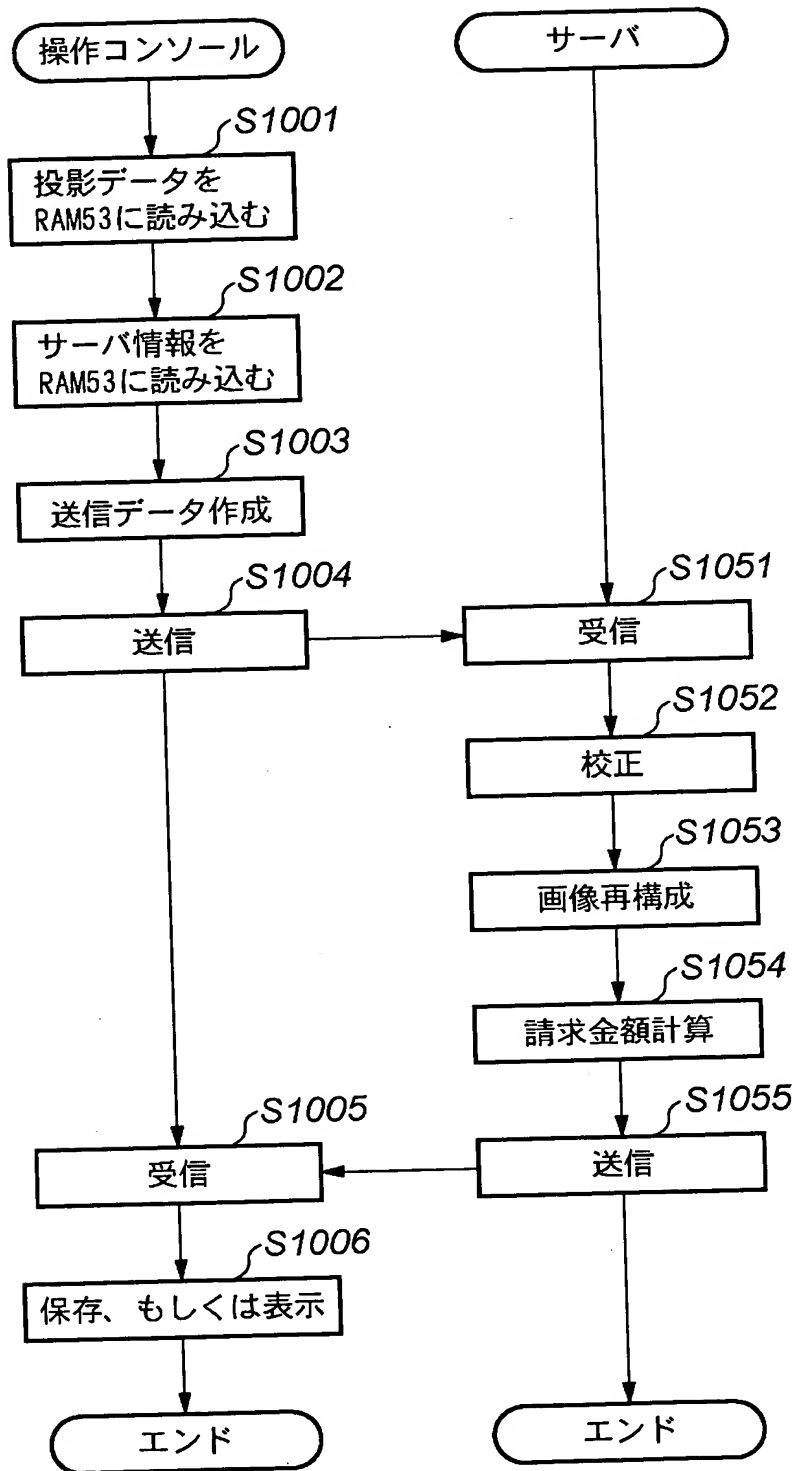 操作コンソール
サーバ
S1001
投影データを
RAM53に読み込む
S1002
サーバ情報を
RAM53に読み込む
S1003
送信データ作成
S1004
送信
S1051
受信
S1052
校正
S1053
画像再構成
S1054
請求金額計算
S1055
送信
S1005
受信
S1006
保存、もしくは表示
エンド
エンド